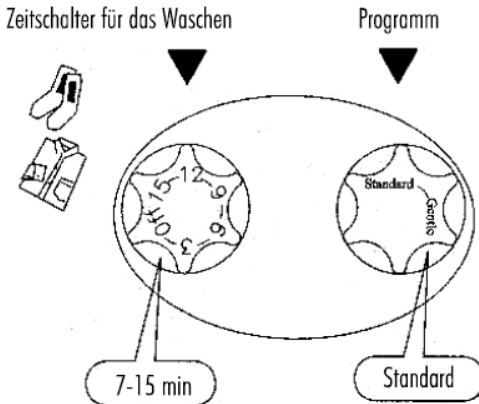 Zeitschalter für das Waschen
Programm
Off 15-12-9-6-3
Standard
Gentle
7-15 min
Standard